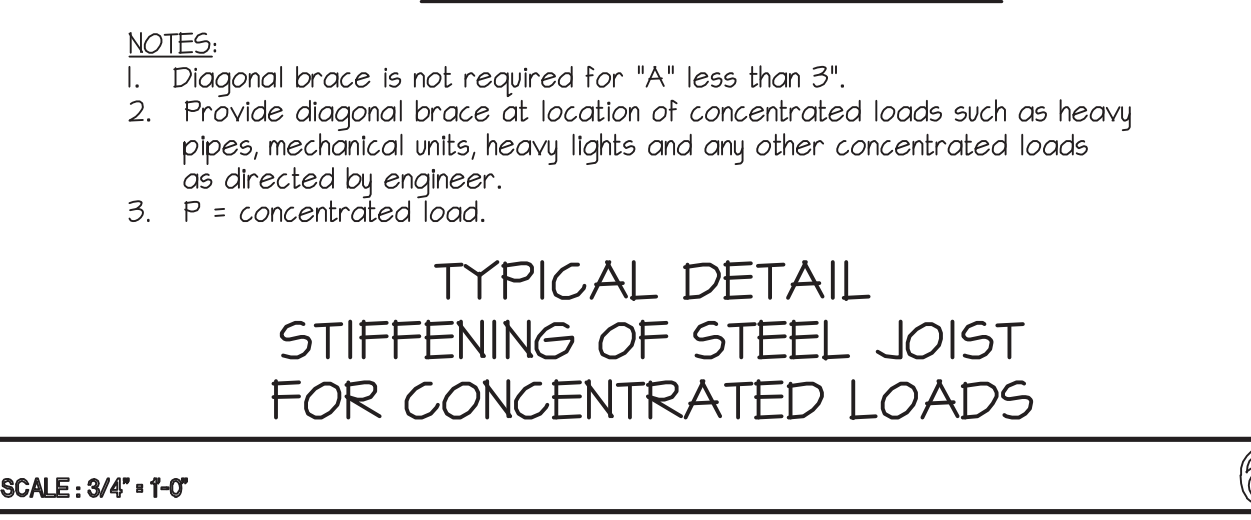 NOTES:
1. Diagonal brace is not required for "A" less than 3".
2. Provide diagonal brace at location of concentrated loads such as heavy
pipes, mechanical units, heavy lights and any other concentrated loads
as directed by engineer.
3. P = concentrated load.
TYPICAL DETAIL
STIFFENING OF STEEL JOIST
FOR CONCENTRATED LOADS
SCALE : 3/4" = 1'-0"